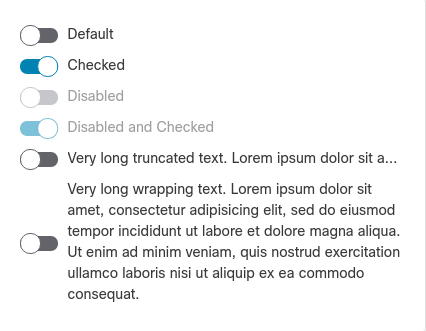 Default
Checked
Disabled
Disabled and Checked
Very long truncated text. Lorem ipsum dolor sit a...
Very long wrapping text. Lorem ipsum dolor sit
amet, consectetur adipisicing elit, sed do eiusmod
tempor incididunt ut labore et dolore magna aliqua.
Ut enim ad minim veniam, quis nostrud exercitation
ullamco laboris nisi ut aliquip ex ea commodo
consequat.